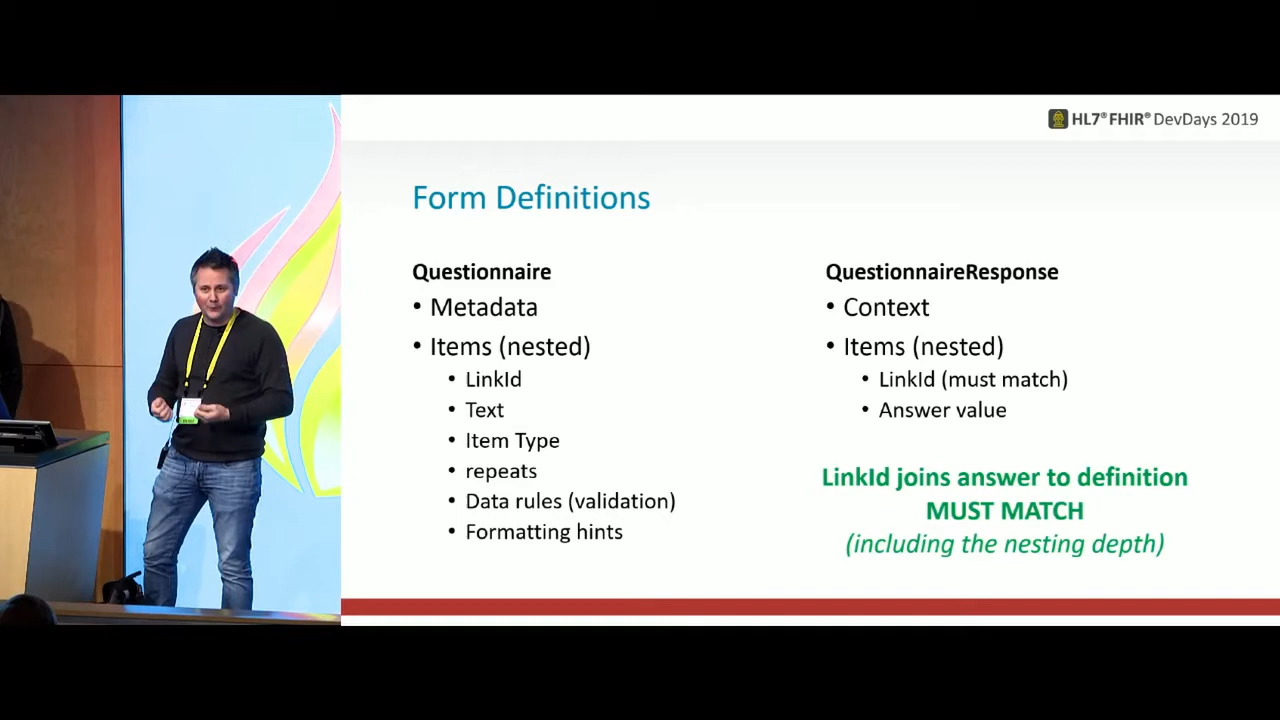 HL7® FHIR® DevDays 2019
Form Definitions
Questionnaire
• Metadata
• Items (nested)
• LinkId
• Text
• Item Type
• repeats
• Data rules (validation)
• Formatting hints
QuestionnaireResponse
• Context
• Items (nested)
• LinkId (must match)
• Answer value
LinkId joins answer to definition
MUST MATCH
(including the nesting depth)